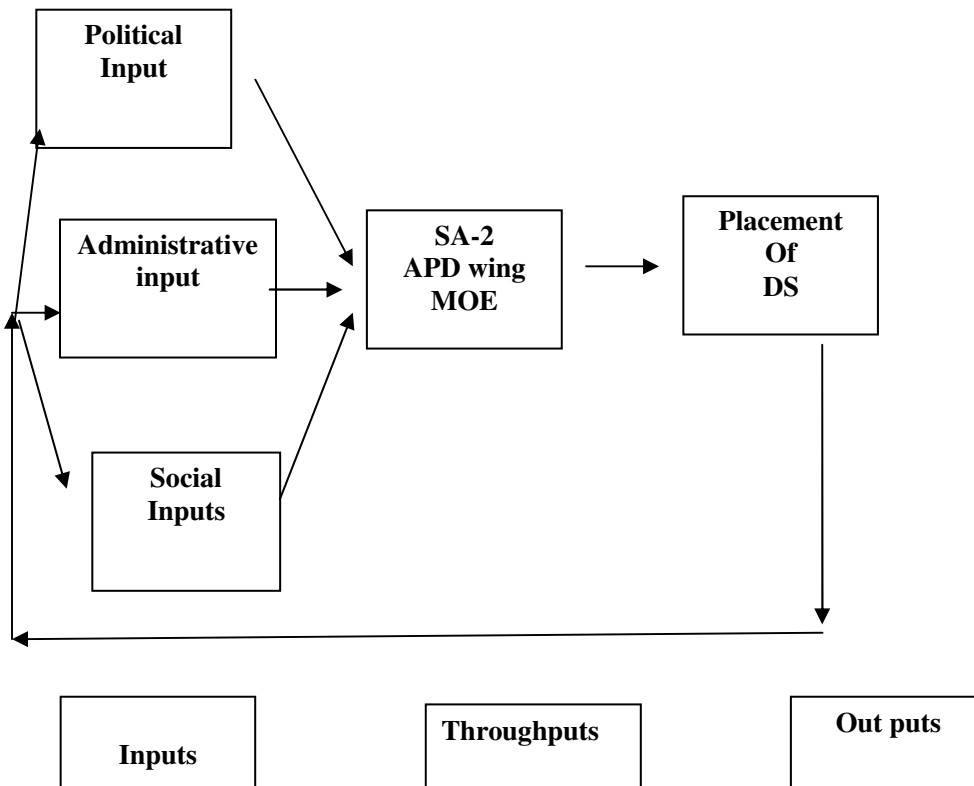 Political
Input
Administrative
input
SA-2
APD wing
MOE
Placement
Of
DS
Social
Inputs
Inputs
Throughputs
Out puts